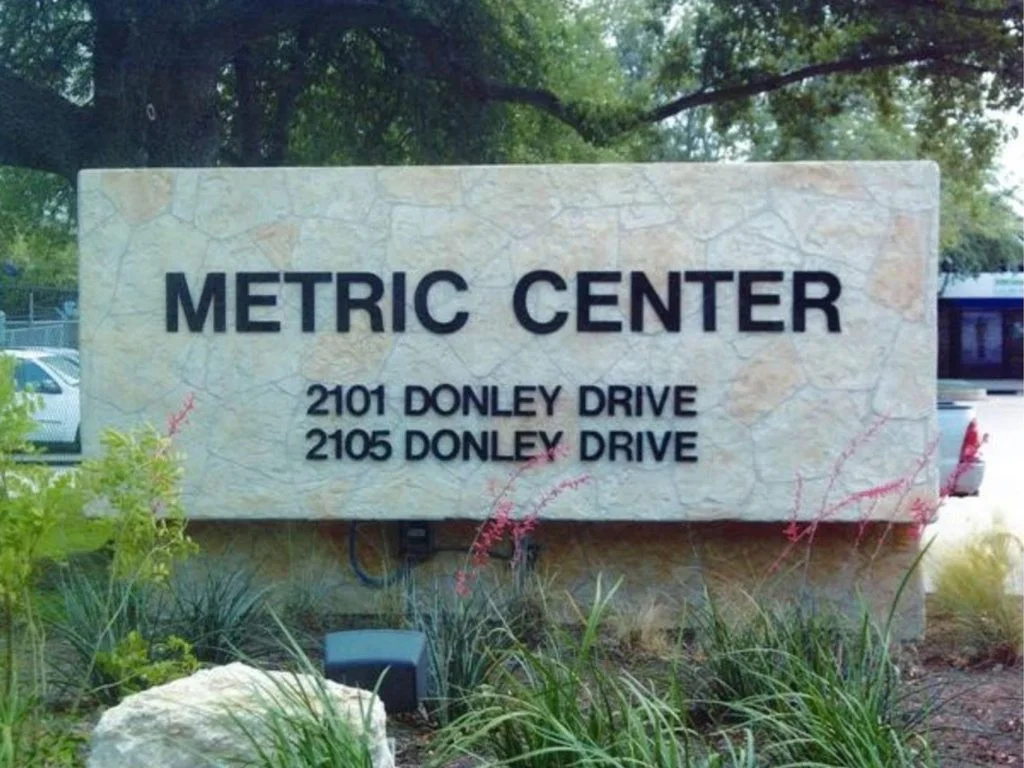 METRIC CENTER
2101 DONLEY DRIVE
2105 DONLEY DRIVE